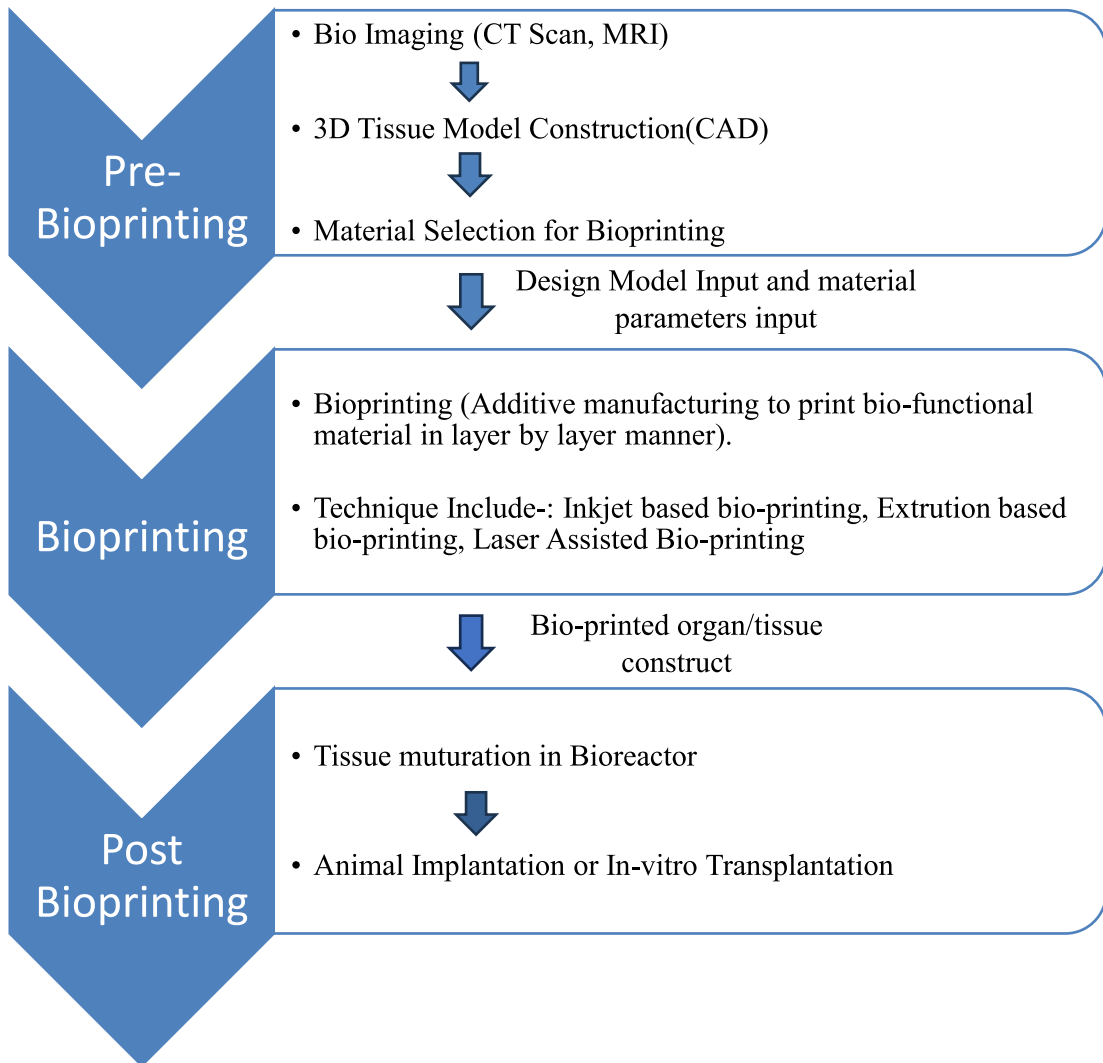 Pre-
Bioprinting
• Bio Imaging (CT Scan, MRI)
• 3D Tissue Model Construction(CAD)
• Material Selection for Bioprinting
Design Model Input and material
parameters input
Bioprinting
• Bioprinting (Additive manufacturing to print bio-functional
material in layer by layer manner).
• Technique Include-: Inkjet based bio-printing, Extrution based
bio-printing, Laser Assisted Bio-printing
Bio-printed organ/tissue
construct
Post
Bioprinting
• Tissue muturation in Bioreactor
• Animal Implantation or In-vitro Transplantation